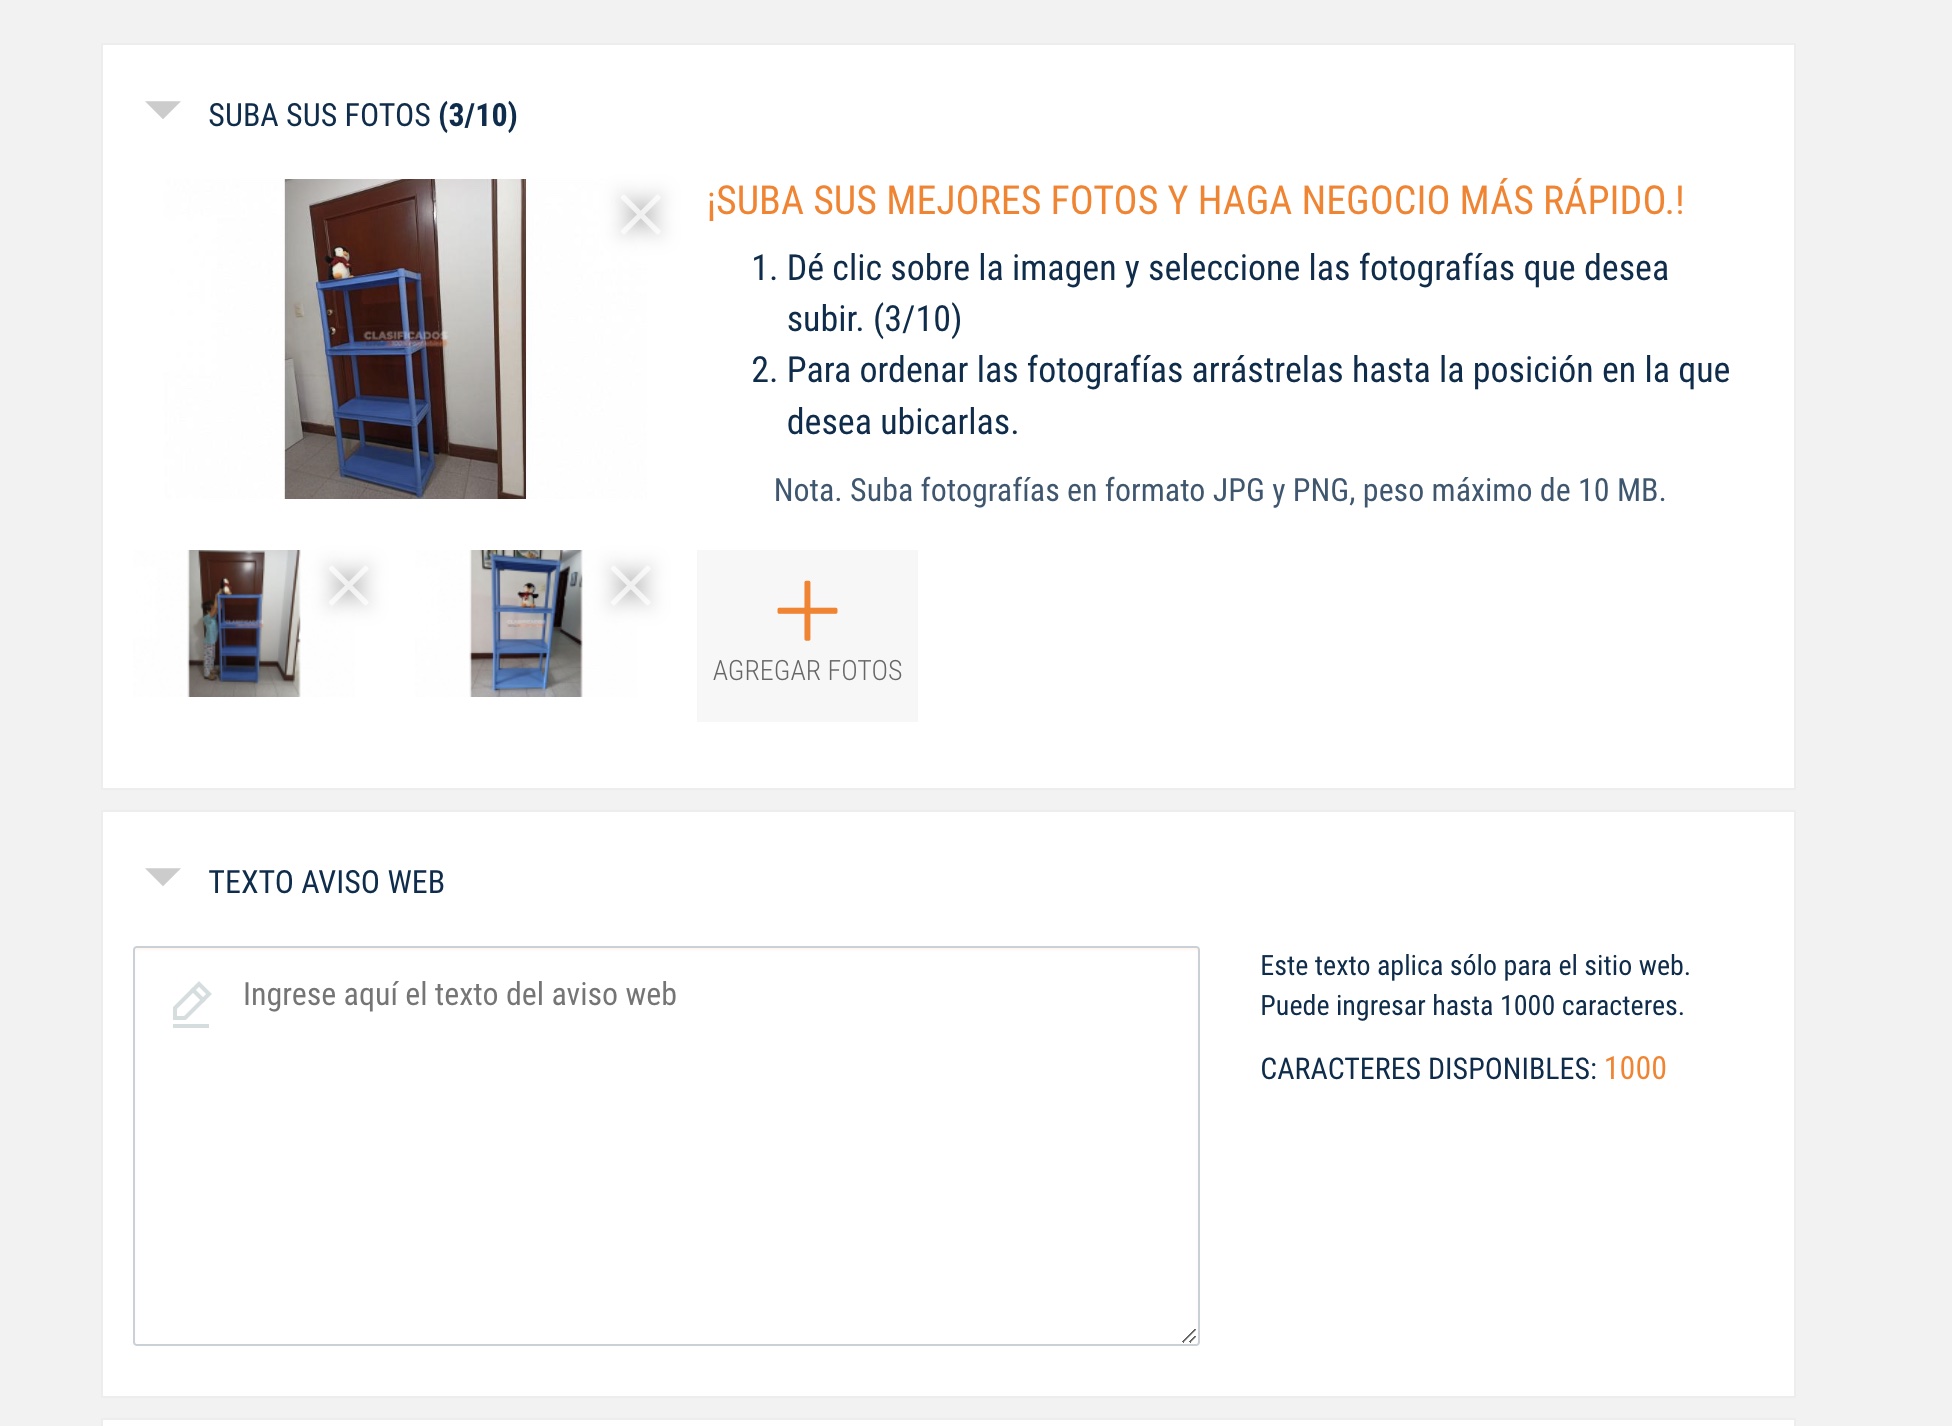 SUBA SUS FOTOS (3/10)
CLASIFICADOS
¡SUBA SUS MEJORES FOTOS Y HAGA NEGOCIO MÁS RÁPIDO.!
1. Dé clic sobre la imagen y seleccione las fotografías que desea
subir. (3/10)
2. Para ordenar las fotografías arrástrelas hasta la posición en la que
desea ubicarlas.
Nota. Suba fotografías en formato JPG y PNG, peso máximo de 10 MB.
AGREGAR FOTOS
TEXTO AVISO WEB
Ingrese aquí el texto del aviso web
Este texto aplica sólo para el sitio web.
Puede ingresar hasta 1000 caracteres.
CARACTERES DISPONIBLES: 1000